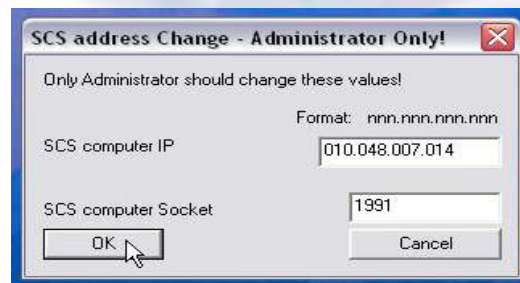 SCS address Change - Administrator Only!
Only Administrator should change these values!
Format: nnn.nnn.nnn.nnn
SCS computer IP 010.048.007.014
SCS computer Socket 1991
OK Cancel